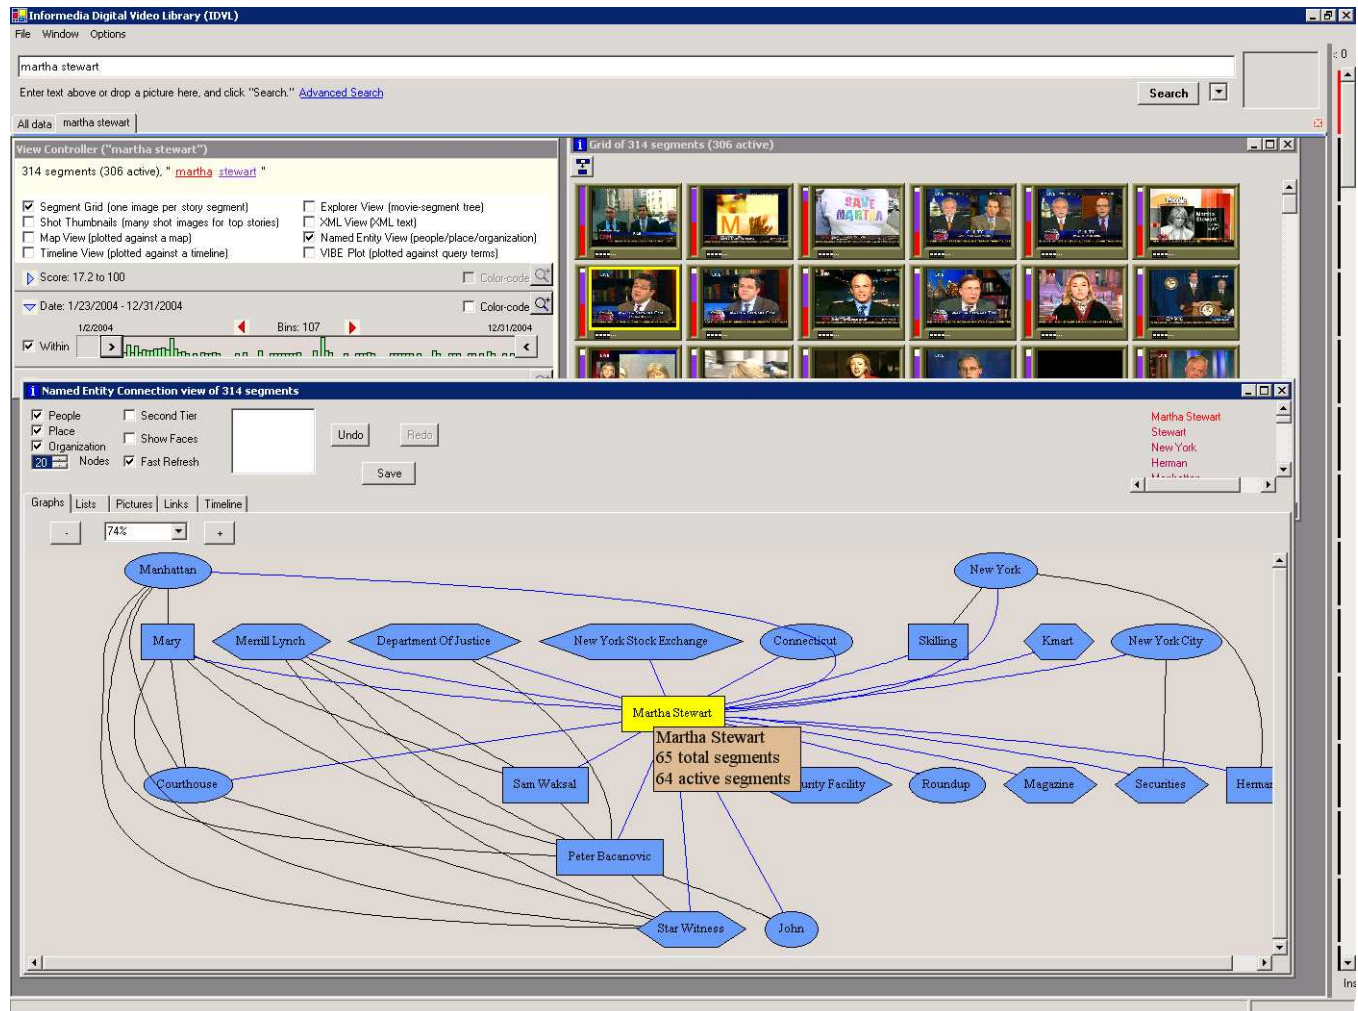 Informedia Digital Video Library (IDVL)
File Window Options
martha stewart
: 0
Enter text above or drop a picture here, and click "Search." Advanced Search
Search
All data martha stewart
View Controller ("martha stewart")
314 segments (306 active), " martha stewart "
Segment Grid (one image per story segment)
Explorer View (movie-segment tree)
Shot Thumbnails (many shot images for top stories)
XML View (XML text)
Map View (plotted against a map)
Named Entity View (people/place/organization)
Timeline View (plotted against a timeline)
VIBE Plot (plotted against query terms)
Score: 17.2 to 100
Color-code
Date: 1/23/2004 - 12/31/2004
Color-code
1/2/2004
Bins: 107
12/31/2004
Within
> <
Grid of 314 segments (306 active)
SAVE
MARTHA
People
Named Entity Connection view of 314 segments
People
Second Tier
Place
Show Faces
Organization
20 Nodes
Fast Refresh
Undo
Redo
Save
Martha Stewart
Stewart
New York
Herman
Manhattan
Graphs Lists Pictures Links Timeline
- 74% +
Manhattan
New York
Mary
Merrill Lynch
Department Of Justice
New York Stock Exchange
Connecticut
Skilling
Kmart
New York City
Martha Stewart
Martha Stewart
65 total segments
64 active segments
Courthouse
Sam Waksal
urity Facility
Roundup
Magazine
Securities
Herman
Peter Bacanovic
Star Witness
John
Ins